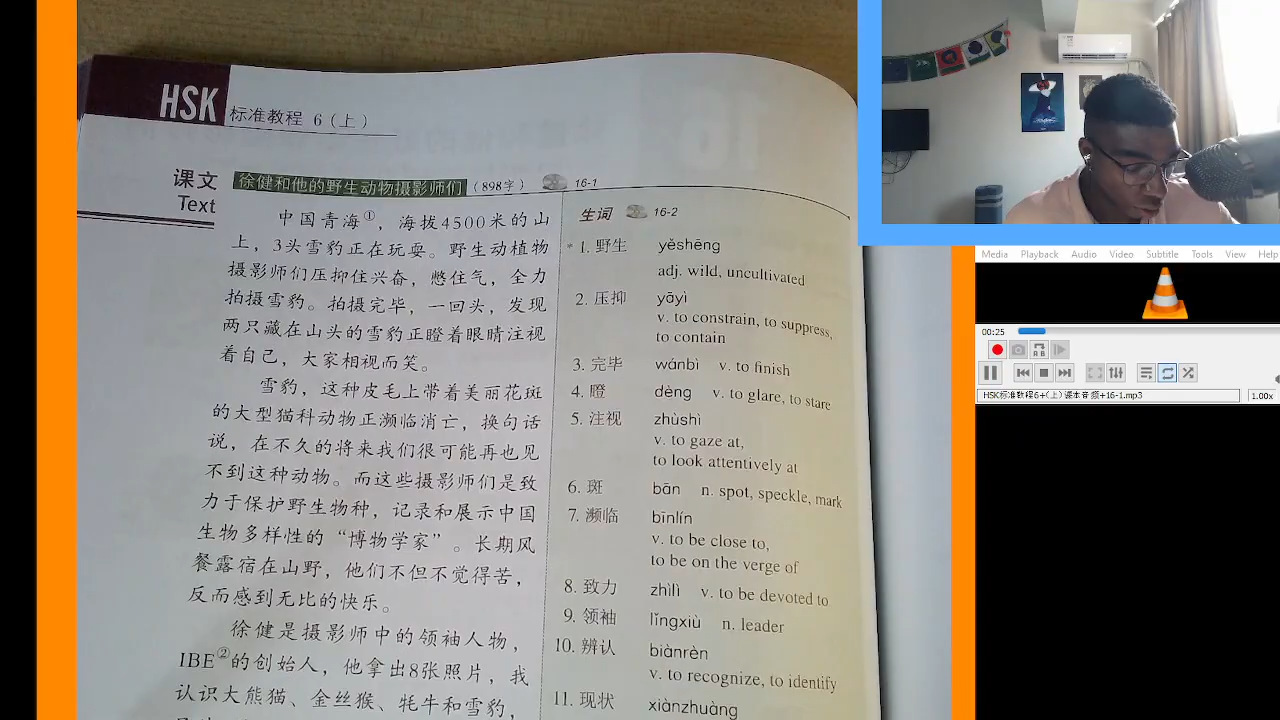 HSK 标准教程 6（上）
课文 徐健和他的野生动物摄影师们（898字） 16-1
Text
中国青海①，海拔4500米的山
上，3头雪豹正在玩耍。野生动植物
摄影师们压抑住兴奋，憋住气，全力
拍摄雪豹。拍摄完毕，一回头，发现
两只藏在山头的雪豹正瞪着眼睛注视
着自己，大家相视而笑。
雪豹，这种皮毛上带着美丽花斑
的大型猫科动物正濒临消亡，换句话
说，在不久的将来我们很可能再也见
不到这种动物。而这些摄影师们是致
力于保护野生物种，记录和展示中国
生物多样性的“博物学家”。长期风
餐露宿在山野，他们不但不觉得苦，
反而感到无比的快乐。
徐健是摄影师中的领袖人物，
IBE②的创始人，他拿出8张照片，我
认识大熊猫、金丝猴、牦牛和雪豹，
生词 16-2
*1. 野生 yěshēng
adj. wild, uncultivated
2. 压抑 yāyì
v. to constrain, to suppress,
to contain
3. 完毕 wánbì v. to finish
4. 瞪 dèng v. to glare, to stare
5. 注视 zhùshì
v. to gaze at,
to look attentively at
6. 斑 bān n. spot, speckle, mark
7. 濒临 bīnlín
v. to be close to,
to be on the verge of
8. 致力 zhìlì v. to be devoted to
9. 领袖 lǐngxiù n. leader
10. 辨认 biànrèn
v. to recognize, to identify
11. 现状 xiànzhuàng
Media Playback Audio Video Subtitle Tools View Help
00:25
HSK标准教程6+(上)课本音频+16-1.mp3 1.00x